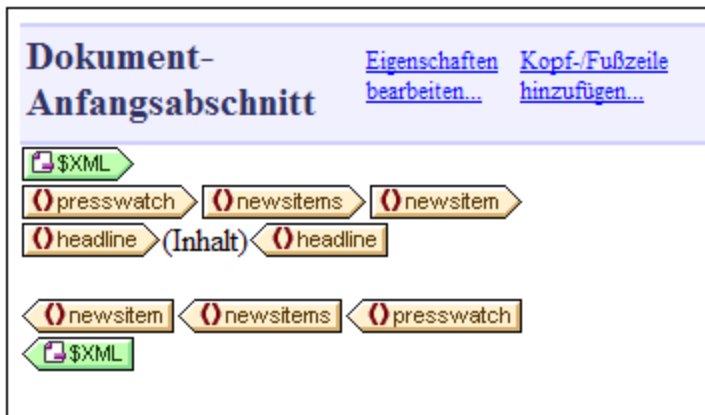 Dokument-    Eigenschaften    Kopf-/Fußzeile
Anfangsabschnitt    bearbeiten...    hinzufügen...
$XML
()presswatch ()newsitems ()newsitem
()headline (Inhalt) ()headline
()newsitem ()newsitems ()presswatch
$XML